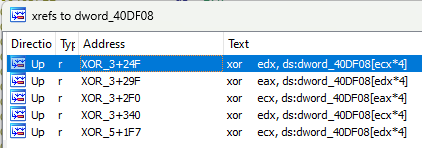 xrefs to dword_40DF08
Directio Typ Address Text
Up r XOR_3+24F xor edx, ds:dword_40DF08[ecx*4]
Up r XOR_3+29F xor eax, ds:dword_40DF08[edx*4]
Up r XOR_3+2F0 xor ecx, ds:dword_40DF08[eax*4]
Up r XOR_3+340 xor edx, ds:dword_40DF08[ecx*4]
Up r XOR_5+1F7 xor ecx, ds:dword_40DF08[edx*4]